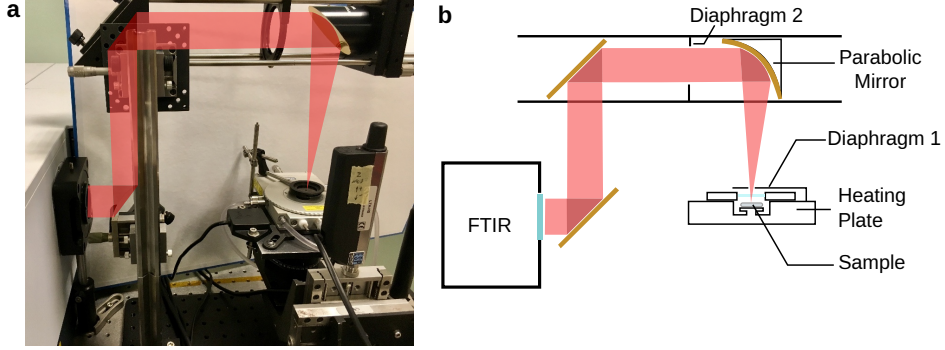 a
b
Diaphragm 2
Parabolic
Mirror
Diaphragm 1
FTIR
Heating
Plate
Sample